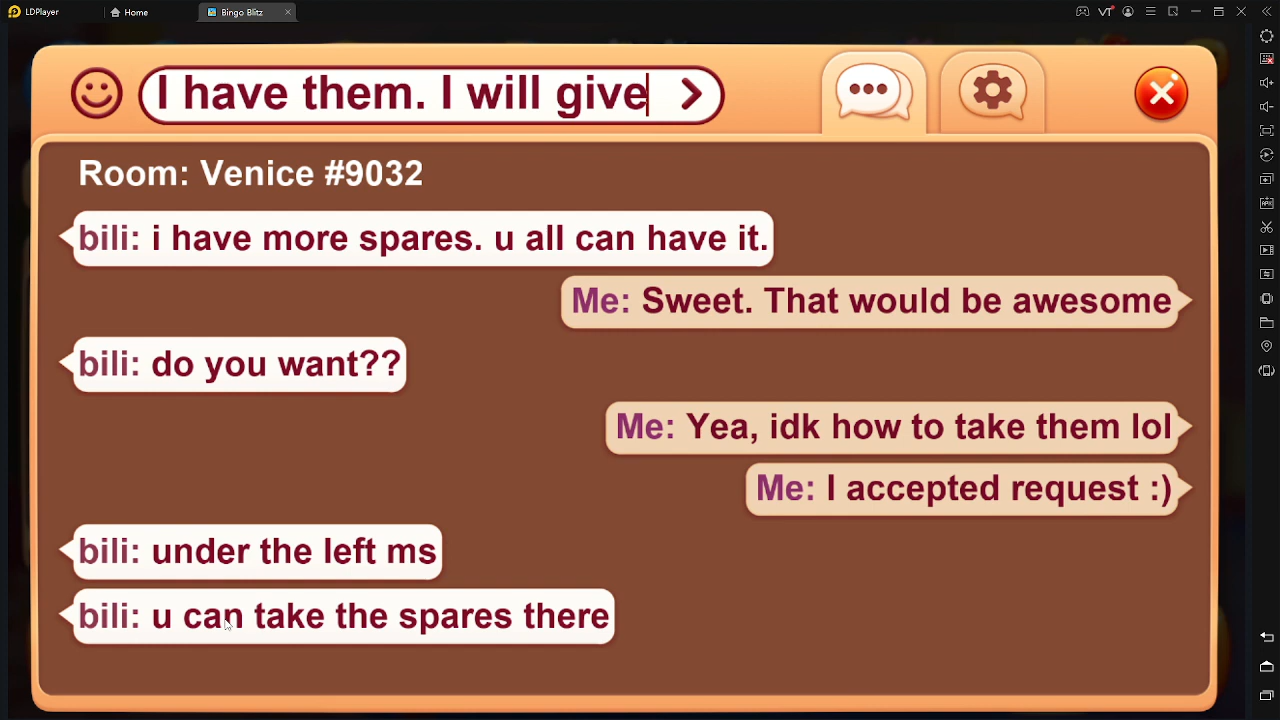 LDPlayer
Home
Bingo Blitz
VT
I have them. I will give
Room: Venice #9032
bili: i have more spares. u all can have it.
Me: Sweet. That would be awesome
bili: do you want??
Me: Yea, idk how to take them lol
Me: I accepted request :)
bili: under the left ms
bili: u can take the spares there